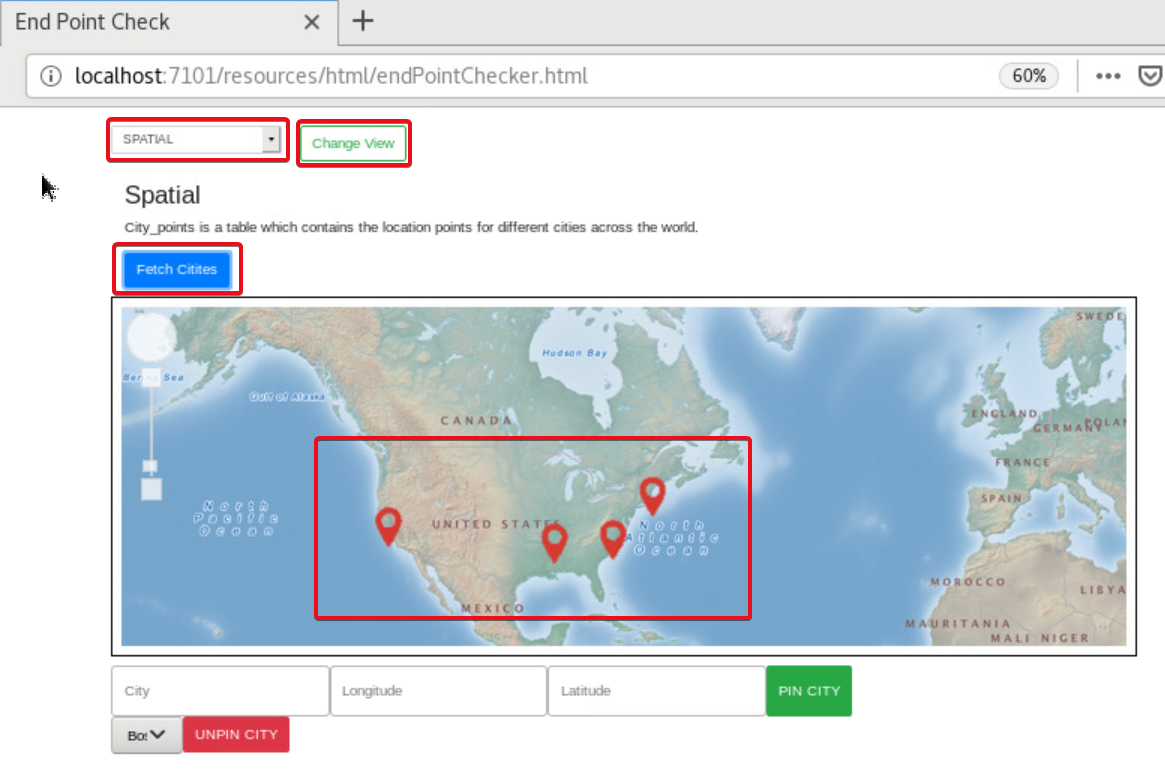 End Point Check
localhost:7101/resources/html/endPointChecker.html
60%
SPATIAL
Change View
Spatial
City_points is a table which contains the location points for different cities across the world.
Fetch Citites
SWEDE
Hudson Bay
Bering Sea
Gulf of Alaska
CANADA
ENGLAND
GERMANY
POLAN
FRANCE
SPAIN
North
Pacific
Ocean
UNITED STATES
North
Atlantic
Ocean
MOROCCO
LIBYA
MEXICO
MAURITANIA
MALI NIGER
City
Longitude
Latitude
PIN CITY
Bos
UNPIN CITY